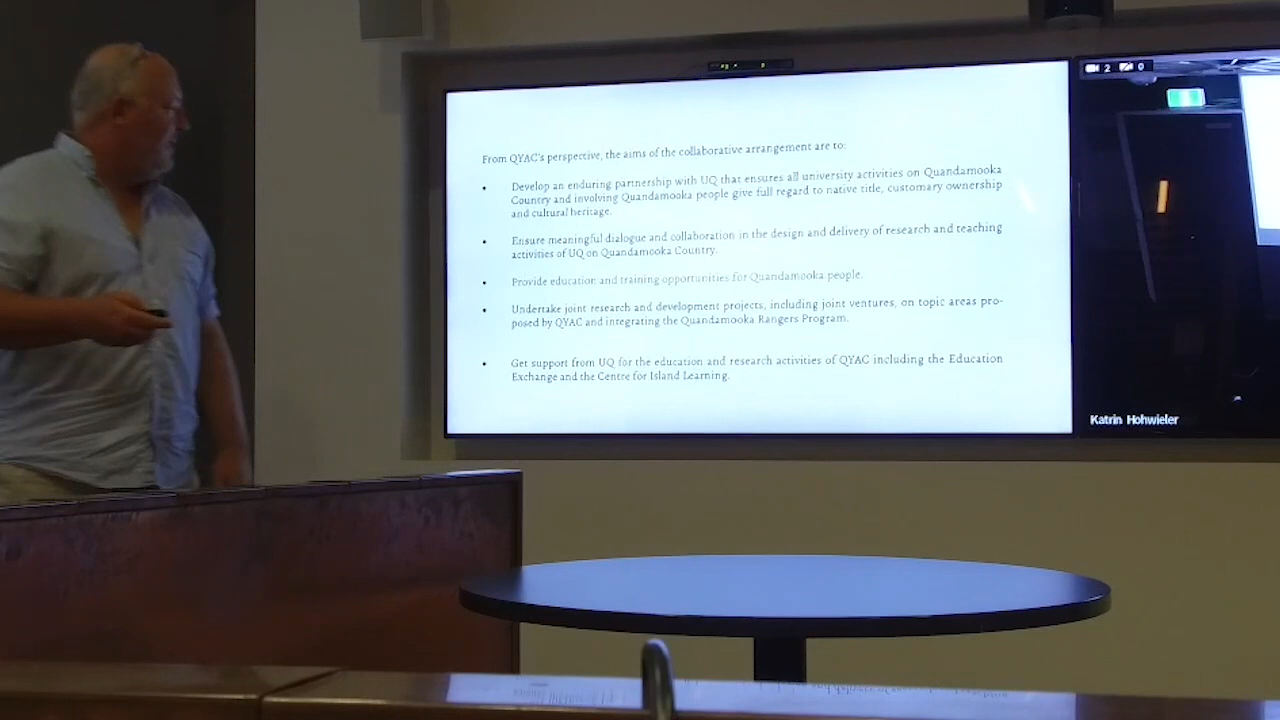 2 0
From QYAC's perspective, the aims of the collaborative arrangement are to:
• Develop an enduring partnership with UQ that ensures all university activities on Quandamooka
Country and involving Quandamooka people give full regard to native title, customary ownership
and cultural heritage.
• Ensure meaningful dialogue and collaboration in the design and delivery of research and teaching
activities of UQ on Quandamooka Country.
• Provide education and training opportunities for Quandamooka people.
• Undertake joint research and development projects, including joint ventures, on topic areas pro-
posed by QYAC and integrating the Quandamooka Rangers Program.
• Get support from UQ for the education and research activities of QYAC including the Education
Exchange and the Centre for Island Learning.
Katrin Hohwieler